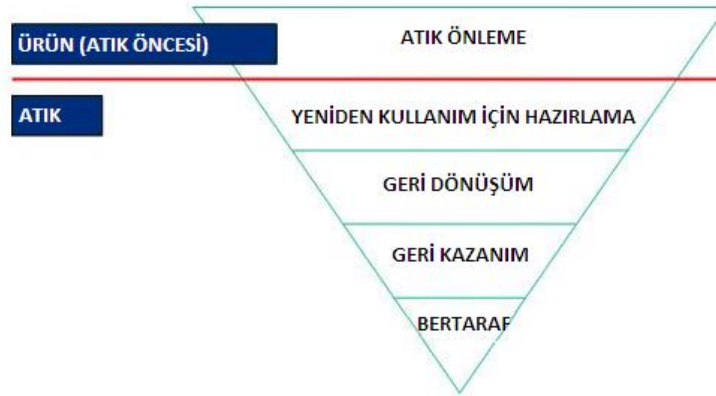 ÜRÜN (ATIK ÖNCESİ)
ATIK ÖNLEME
ATIK
YENİDEN KULLANIM İÇİN HAZIRLAMA
GERİ DÖNÜŞÜM
GERİ KAZANIM
BERTARAF